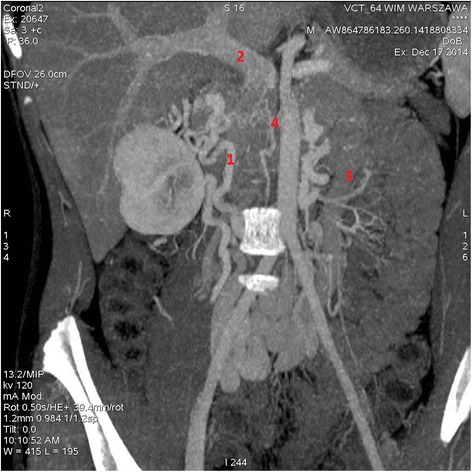 Coronal2
Ex: 20647
Se: 3 +c
P: 36.0
DFOV 26.0cm
STND/+
S 16
VCT_64 WIM WARSZAWA
M AW864786183.260.1418808334
DoB
Ex: Dec 17 2014
2
4
1
3
R
1
3
4
L
1
2
6
13.2/MIP
kv 120
mA Mod.
Rot 0.50s/HE+ 39.4mm/rot
1.2mm 0.984:1/1.2sp
Tilt: 0.0
10:10:52 AM
W = 415 L = 195
I 244